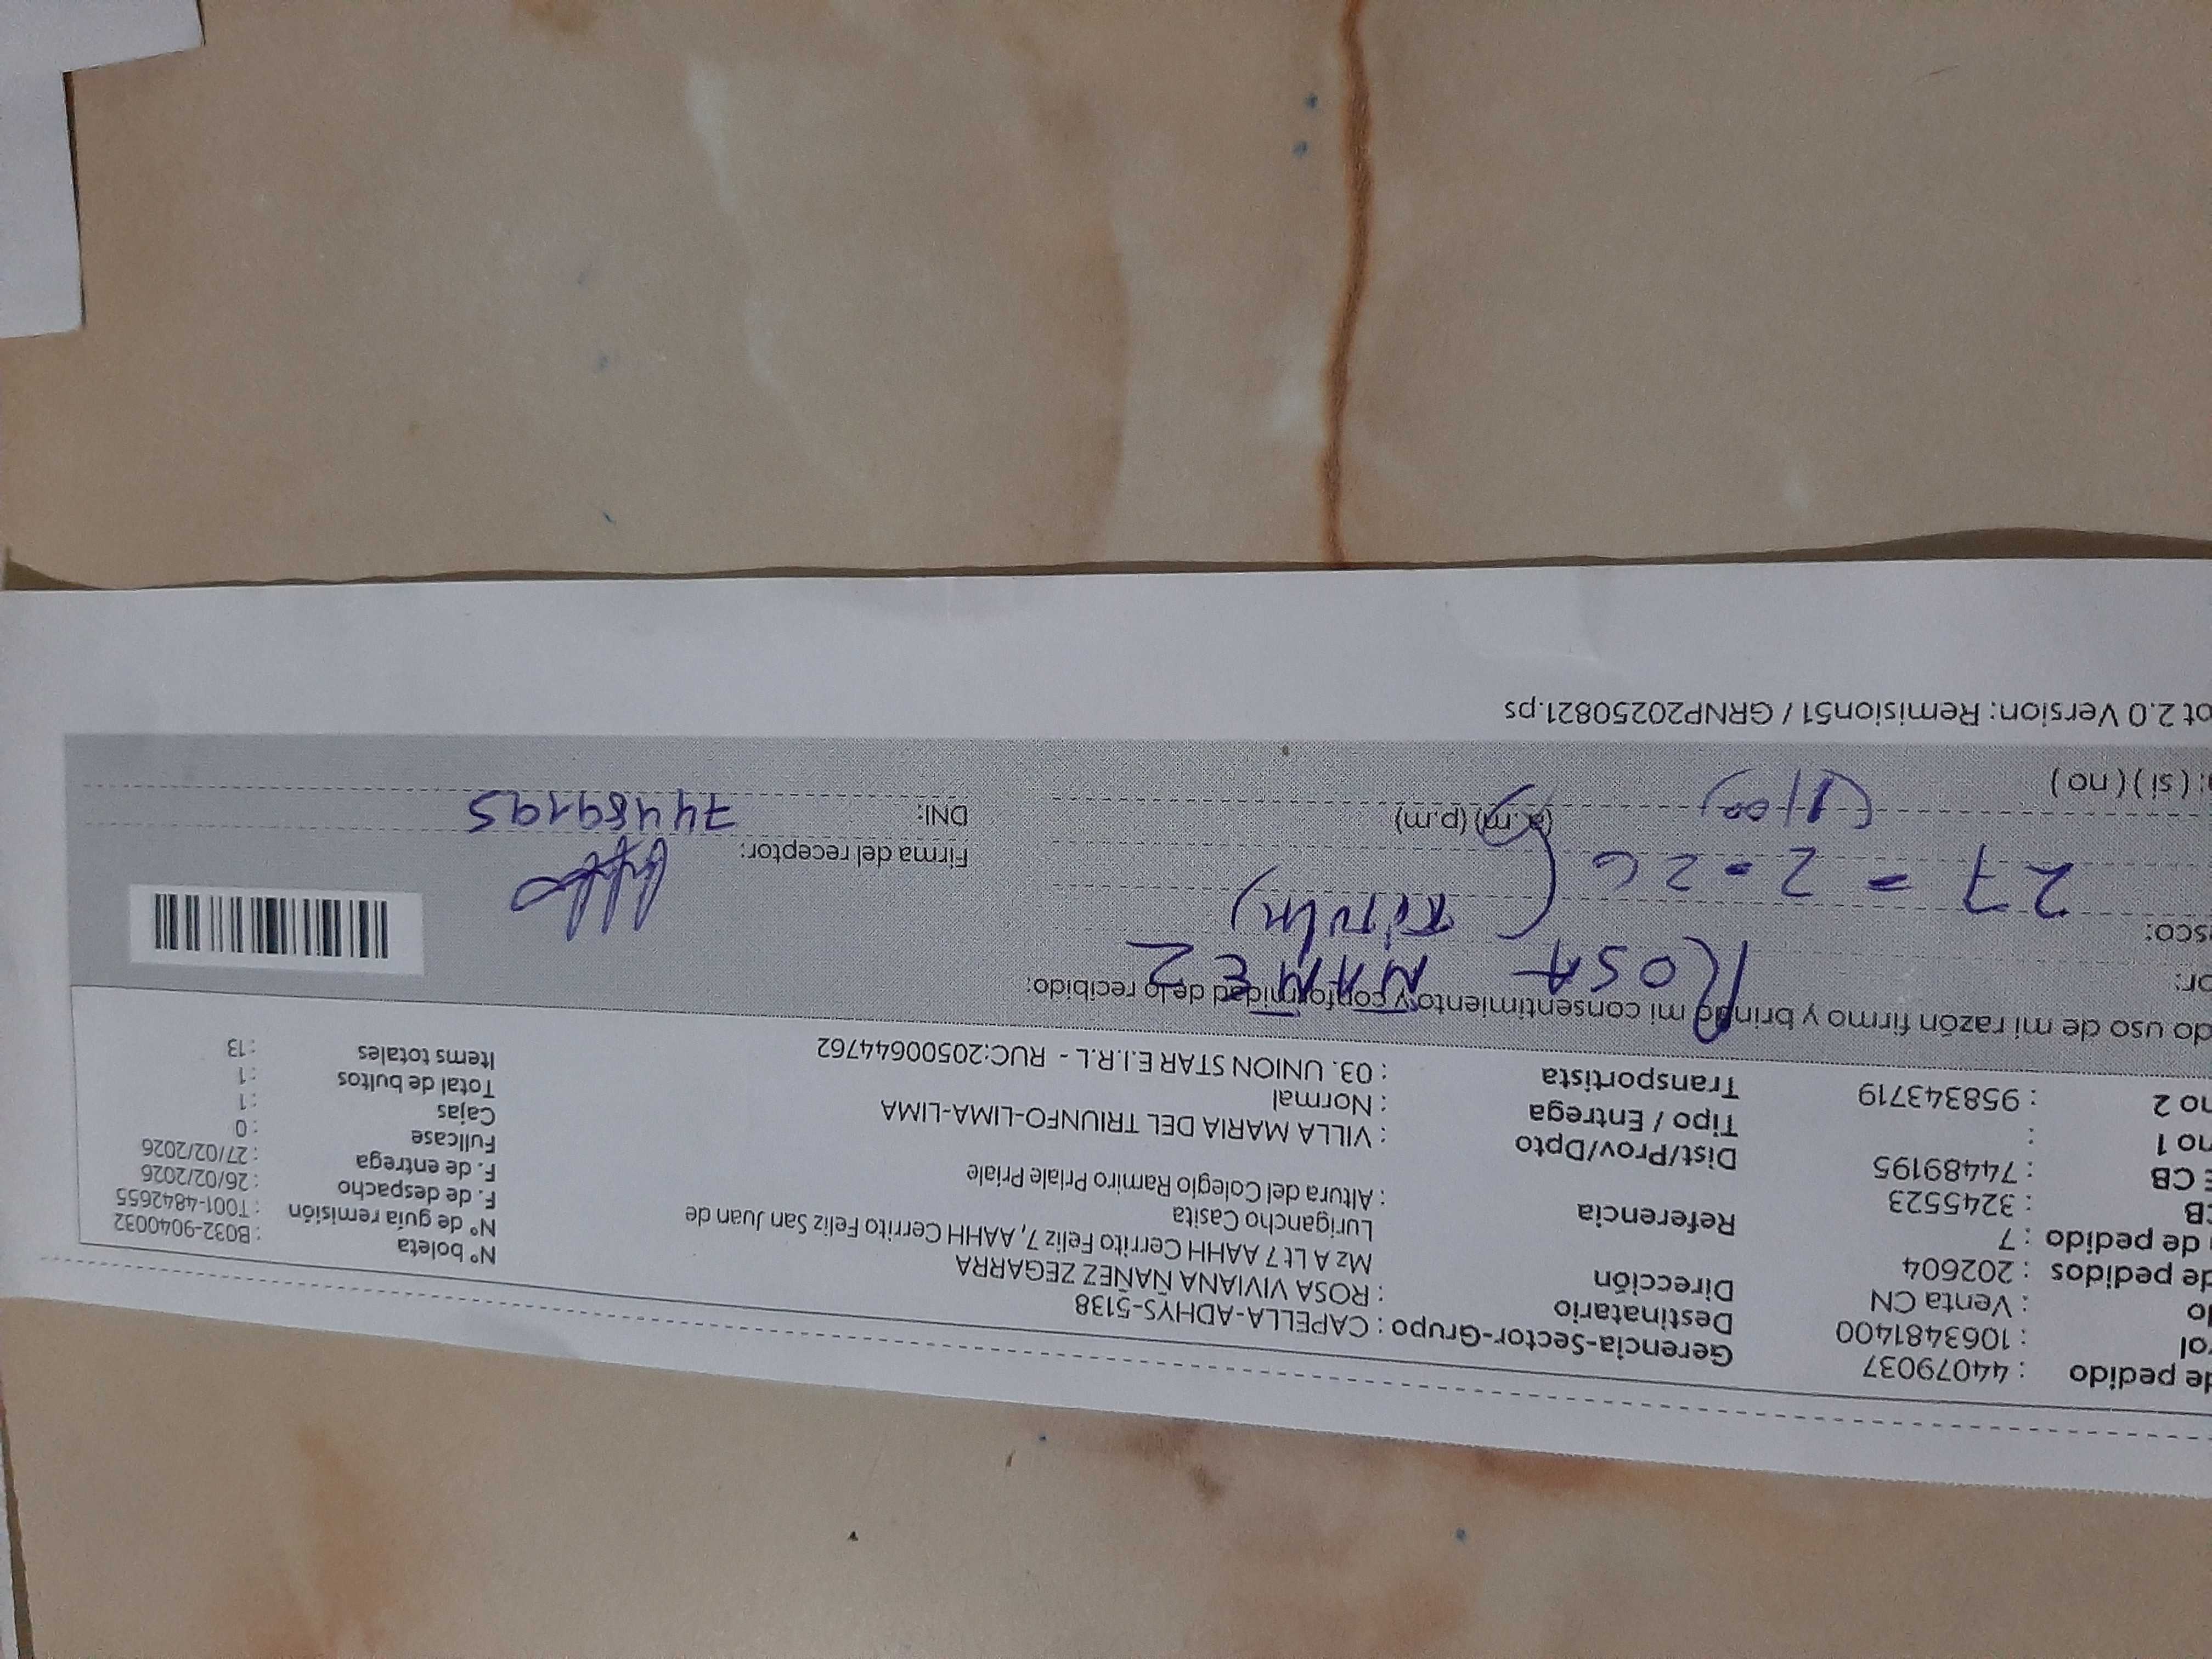 de pedido : 44079037 Gerencia-Sector-Grupo : CAPELLA-ADHYS-5138
rol : 1063481400 Destinatario : ROSA VIVIANA ÑAÑEZ ZEGARRA Nº boleta : B032-9040032
do : Venta CN Dirección Mz A Lt 7 AAHH Cerrito Feliz 7, AAHH Cerrito Feliz San Juan de Nº de guía remisión : T001-4842655
de pedidos : 202604 Lurigancho Casita F. de despacho : 26/02/2026
de pedido : 7 Referencia : Altura del Colegio Ramiro Priale Priale F. de entrega : 27/02/2026
CB : 3245523 Dist/Prov/Dpto : VILLA MARIA DEL TRIUNFO-LIMA-LIMA Fullcase : 0
E CB : 74489195 Tipo / Entrega : Normal Cajas : 1
no 1 : Transportista : 03. UNION STAR E.I.R.L - RUC:20500644762 Total de bultos : 1
no 2 : 958343719 Items totales : 13
do uso de mi razón firmo y brindo mi consentimiento y conformidad de lo recibido:
or: ROSA ÑAÑEZ
sco: Titular
27 - 2 - 26 Firma del receptor:
(a.m) (p.m) DNI: 74489195
: ( si ) ( no )
ot 2.0 Version: Remision51 / GRNP20250821.ps